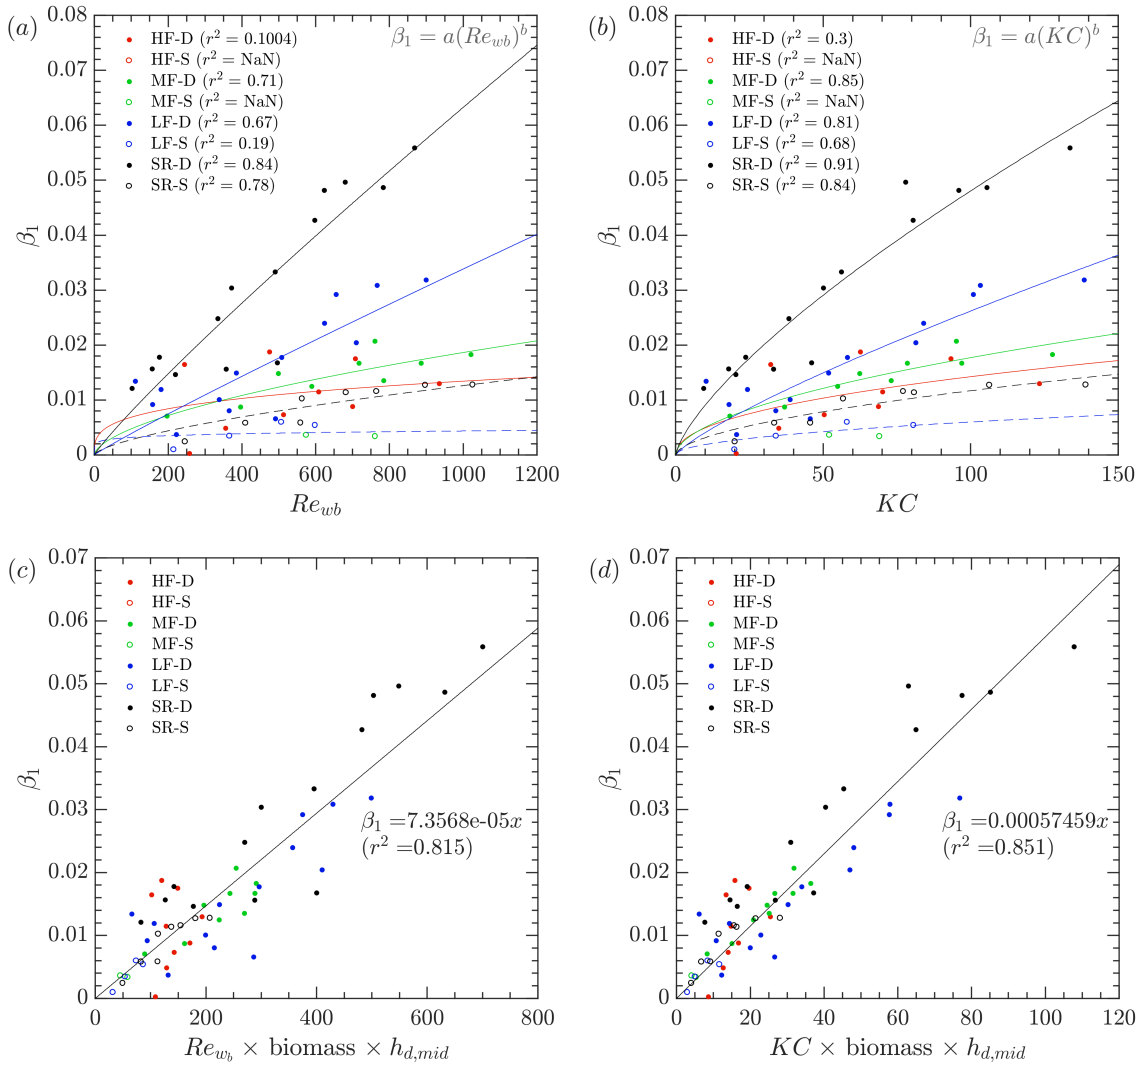 (a)
β₁ = a(Re_wb)^b
HF-D (r² = 0.1004)
HF-S (r² = NaN)
MF-D (r² = 0.71)
MF-S (r² = NaN)
LF-D (r² = 0.67)
LF-S (r² = 0.19)
SR-D (r² = 0.84)
SR-S (r² = 0.78)
0.08
0.07
0.06
0.05
0.04
0.03
0.02
0.01
0
β₁
0 200 400 600 800 1000 1200
Re_wb
(b)
β₁ = a(KC)^b
HF-D (r² = 0.3)
HF-S (r² = NaN)
MF-D (r² = 0.85)
MF-S (r² = NaN)
LF-D (r² = 0.81)
LF-S (r² = 0.68)
SR-D (r² = 0.91)
SR-S (r² = 0.84)
0.08
0.07
0.06
0.05
0.04
0.03
0.02
0.01
0
β₁
0 50 100 150
KC
(c)
HF-D
HF-S
MF-D
MF-S
LF-D
LF-S
SR-D
SR-S
0.07
0.06
0.05
0.04
0.03
0.02
0.01
0
β₁
β₁ =7.3568e-05x
(r² =0.815)
0 200 400 600 800
Re_w_b × biomass × h_d,mid
(d)
HF-D
HF-S
MF-D
MF-S
LF-D
LF-S
SR-D
SR-S
0.07
0.06
0.05
0.04
0.03
0.02
0.01
0
β₁
β₁ =0.00057459x
(r² =0.851)
0 20 40 60 80 100 120
KC × biomass × h_d,mid